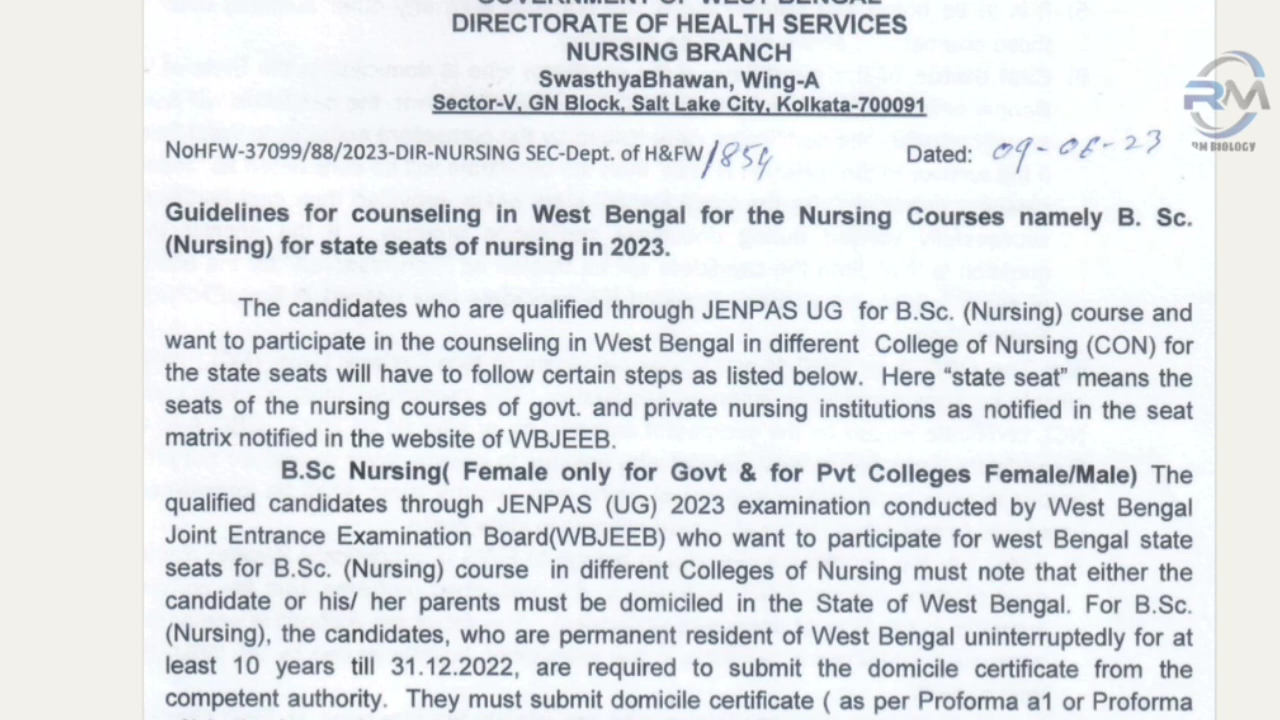 GOVERNMENT OF WEST BENGAL
DIRECTORATE OF HEALTH SERVICES
NURSING BRANCH
SwasthyaBhawan, Wing-A
Sector-V, GN Block, Salt Lake City, Kolkata-700091
NoHFW-37099/88/2023-DIR-NURSING SEC-Dept. of H&FW/1854 Dated: 09-06-23
RM
RM BIOLOGY
Guidelines for counseling in West Bengal for the Nursing Courses namely B. Sc.
(Nursing) for state seats of nursing in 2023.
The candidates who are qualified through JENPAS UG for B.Sc. (Nursing) course and
want to participate in the counseling in West Bengal in different College of Nursing (CON) for
the state seats will have to follow certain steps as listed below. Here “state seat” means the
seats of the nursing courses of govt. and private nursing institutions as notified in the seat
matrix notified in the website of WBJEEB.
B.Sc Nursing( Female only for Govt & for Pvt Colleges Female/Male) The
qualified candidates through JENPAS (UG) 2023 examination conducted by West Bengal
Joint Entrance Examination Board(WBJEEB) who want to participate for west Bengal state
seats for B.Sc. (Nursing) course in different Colleges of Nursing must note that either the
candidate or his/ her parents must be domiciled in the State of West Bengal. For B.Sc.
(Nursing), the candidates, who are permanent resident of West Bengal uninterruptedly for at
least 10 years till 31.12.2022, are required to submit the domicile certificate from the
competent authority. They must submit domicile certificate ( as per Proforma a1 or Proforma